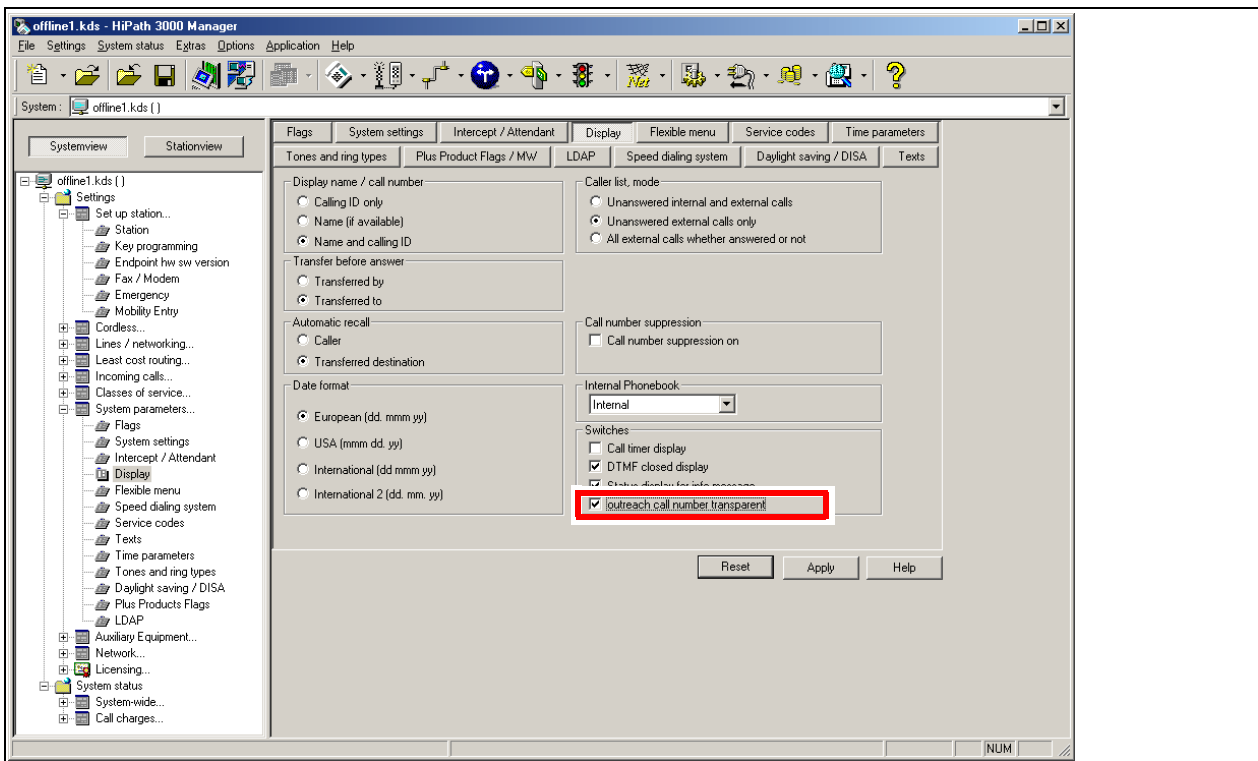 offline1.kds - HiPath 3000 Manager
File Settings System status Extras Options Application Help
Net
System : offline1.kds ( )
Systemview Stationview
offline1.kds ( )
Settings
Set up station...
Station
Key programming
Endpoint hw sw version
Fax / Modem
Emergency
Mobility Entry
Cordless...
Lines / networking...
Least cost routing...
Incoming calls...
Classes of service...
System parameters...
Flags
System settings
Intercept / Attendant
Display
Flexible menu
Speed dialing system
Service codes
Texts
Time parameters
Tones and ring types
Daylight saving / DISA
Plus Products Flags
LDAP
Auxiliary Equipment...
Network...
Licensing...
System status
System-wide...
Call charges...
Flags System settings Intercept / Attendant Display Flexible menu Service codes Time parameters
Tones and ring types Plus Product Flags / MW LDAP Speed dialing system Daylight saving / DISA Texts
Display name / call number
Calling ID only
Name (if available)
Name and calling ID
Transfer before answer
Transferred by
Transferred to
Automatic recall
Caller
Transferred destination
Date format
European (dd. mmm yy)
USA (mmm dd. yy)
International (dd mmm yy)
International 2 (dd. mm. yy)
Caller list, mode
Unanswered internal and external calls
Unanswered external calls only
All external calls whether answered or not
Call number suppression
Call number suppression on
Internal Phonebook
Internal
Switches
Call timer display
DTMF closed display
Status display for info message
outreach call number transparent
Reset Apply Help
NUM